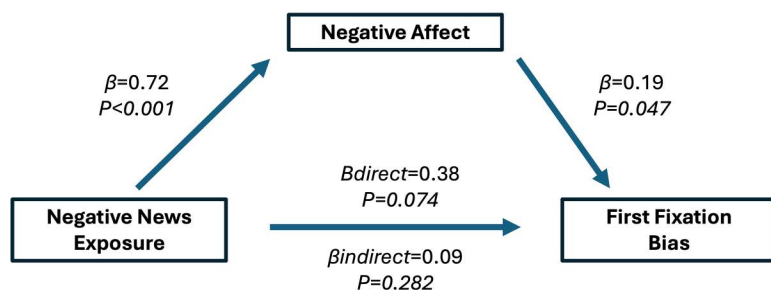 Negative Affect
β=0.72
P<0.001
β=0.19
P=0.047
Bdirect=0.38
P=0.074
Negative News
Exposure
First Fixation
Bias
βindirect=0.09
P=0.282